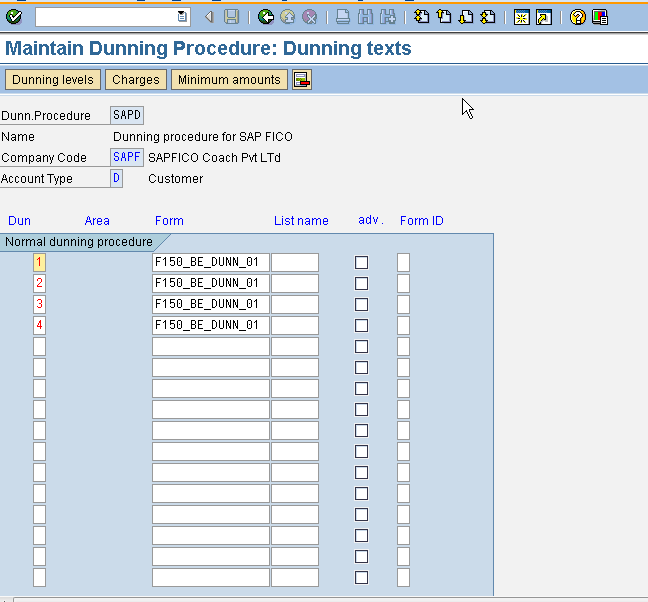 Maintain Dunning Procedure: Dunning texts
Dunning levels Charges Minimum amounts
Dunn.Procedure SAPD
Name Dunning procedure for SAP FICO
Company Code SAPF SAPFICO Coach Pvt LTd
Account Type D Customer
Dun Area Form List name adv. Form ID
Normal dunning procedure
1 F150_BE_DUNN_01
2 F150_BE_DUNN_01
3 F150_BE_DUNN_01
4 F150_BE_DUNN_01